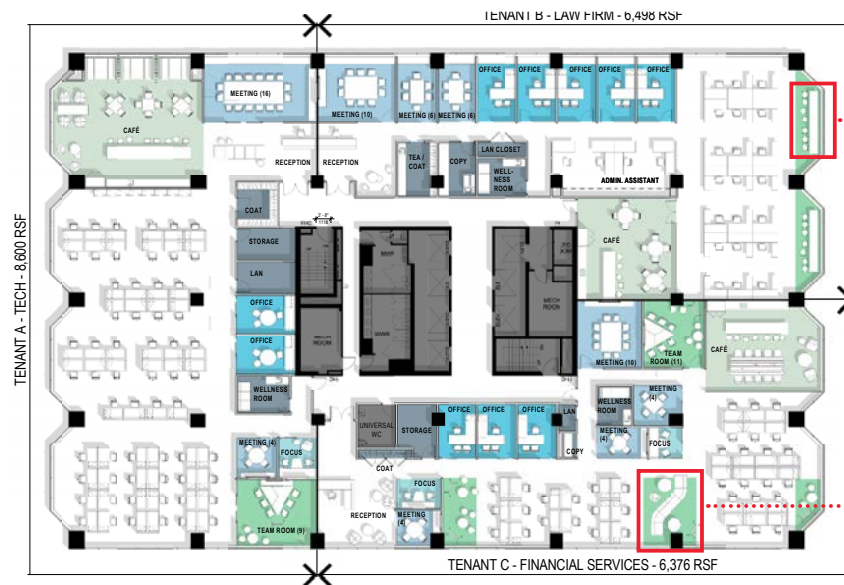 TENANT B - LAW FIRM - 6,498 RSF
OFFICE
OFFICE
OFFICE
OFFICE
OFFICE
MEETING (16)
MEETING (10)
MEETING (6)
MEETING (6)
CAFÉ
RECEPTION
RECEPTION
TEA /
COAT
COPY
LAN CLOSET
WELL-
NESS
ROOM
ADMIN. ASSISTANT
COAT
STORAGE
LAN
OFFICE
OFFICE
WELLNESS
ROOM
CAFÉ
MECH
ROOM
MEETING (10)
TEAM
ROOM (11)
CAFÉ
TENANT A - TECH - 8,600 RSF
UNIVERSAL
WC
STORAGE
OFFICE
OFFICE
OFFICE
LAN
COPY
WELLNESS
ROOM
MEETING
(4)
MEETING
(4)
FOCUS
MEETING (4)
FOCUS
COAT
TEAM ROOM (9)
RECEPTION
FOCUS
MEETING
(4)
TENANT C - FINANCIAL SERVICES - 6,376 RSF